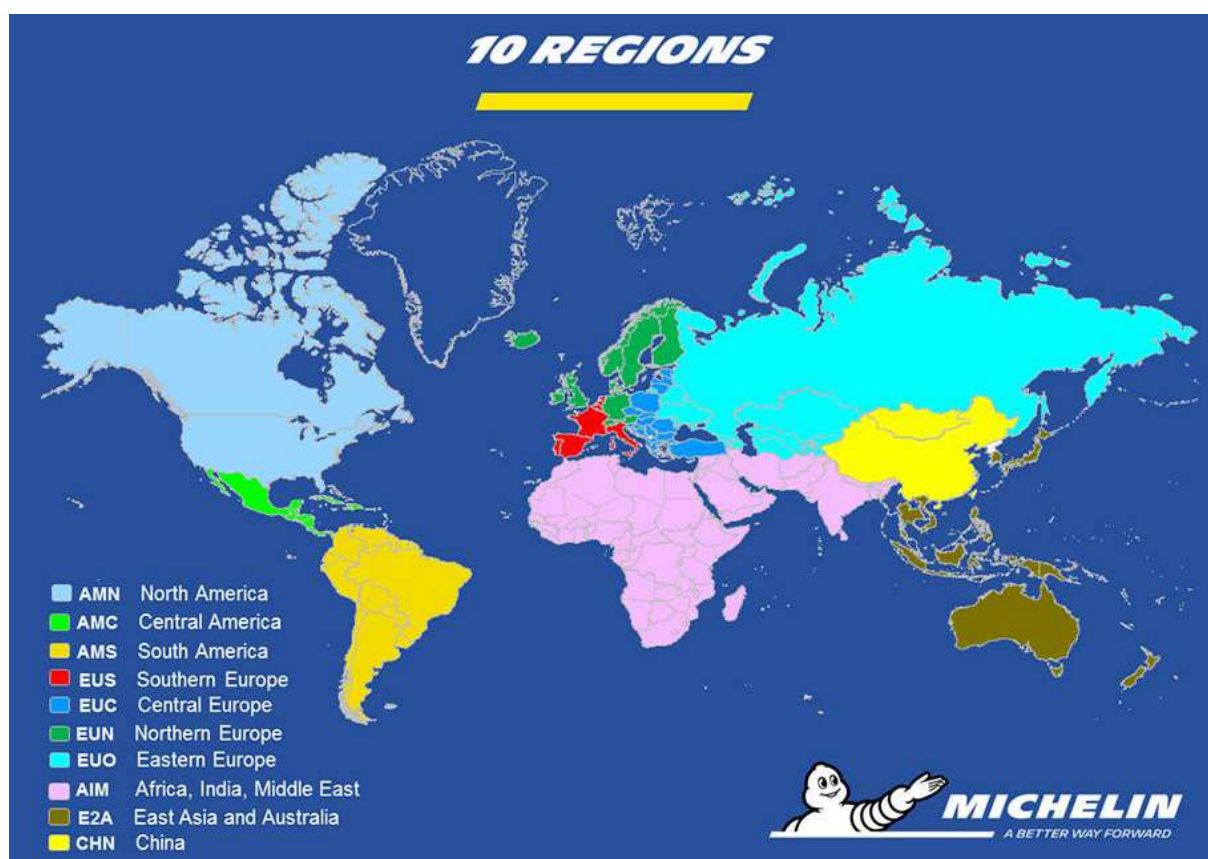 10 REGIONS
AMN North America
AMC Central America
AMS South America
EUS Southern Europe
EUC Central Europe
EUN Northern Europe
EUO Eastern Europe
AIM Africa, India, Middle East
E2A East Asia and Australia
CHN China
MICHELIN
A BETTER WAY FORWARD